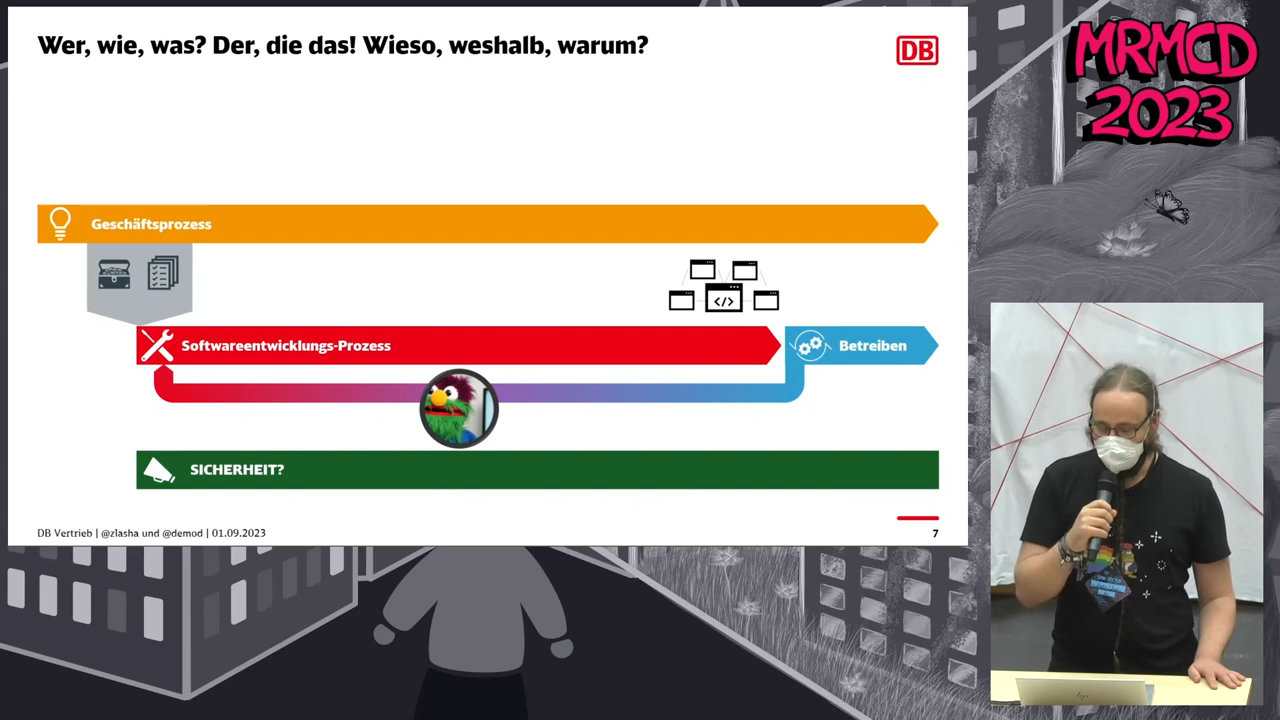 Wer, wie, was? Der, die das! Wieso, weshalb, warum?
DB
MRMCD
2023
Geschäftsprozess
</>
Softwareentwicklungs-Prozess
Betreiben
SICHERHEIT?
DB Vertrieb | @zlasha und @demod | 01.09.2023
7